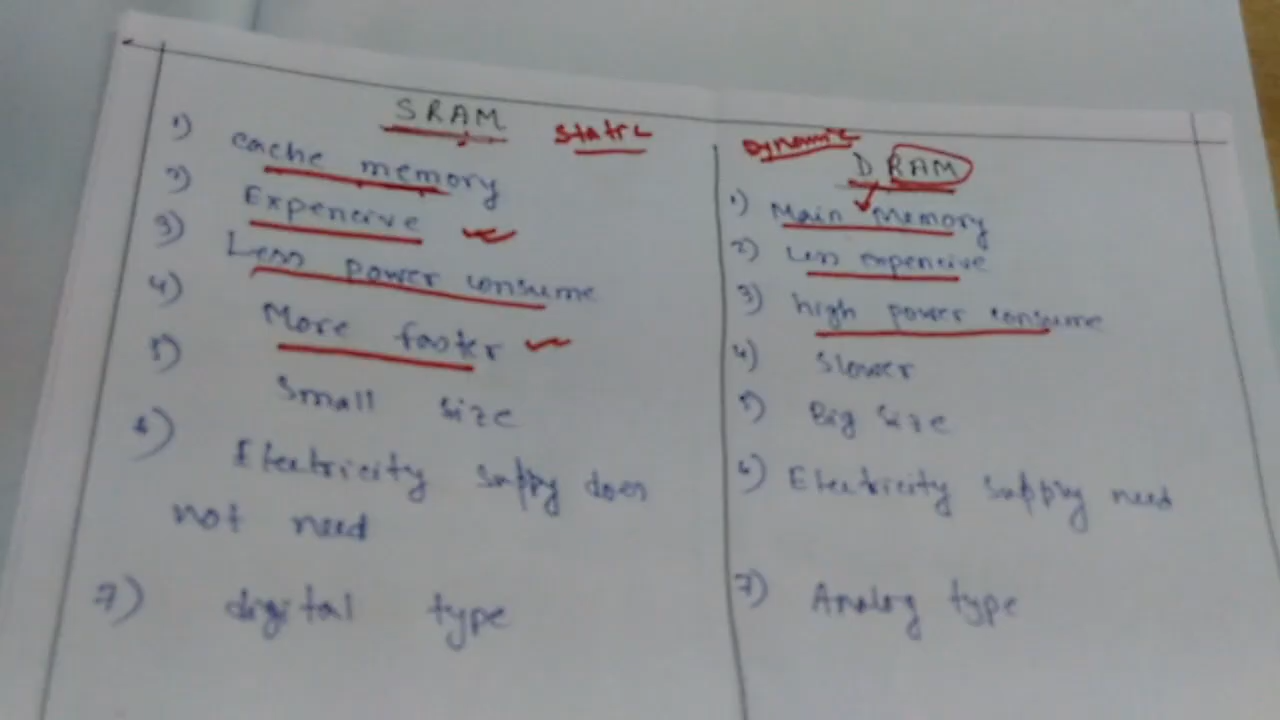 SRAM Static
1) cache memory
2) Expencive
3) Less power consume
4) More faster
5) Small size
6) Electricity supply does
not need
7) digital type
Dynamic
DRAM
1) Main Memory
2) Less expencive
3) high power consume
4) Slower
5) Big size
6) Electricity supply need
7) Analog type